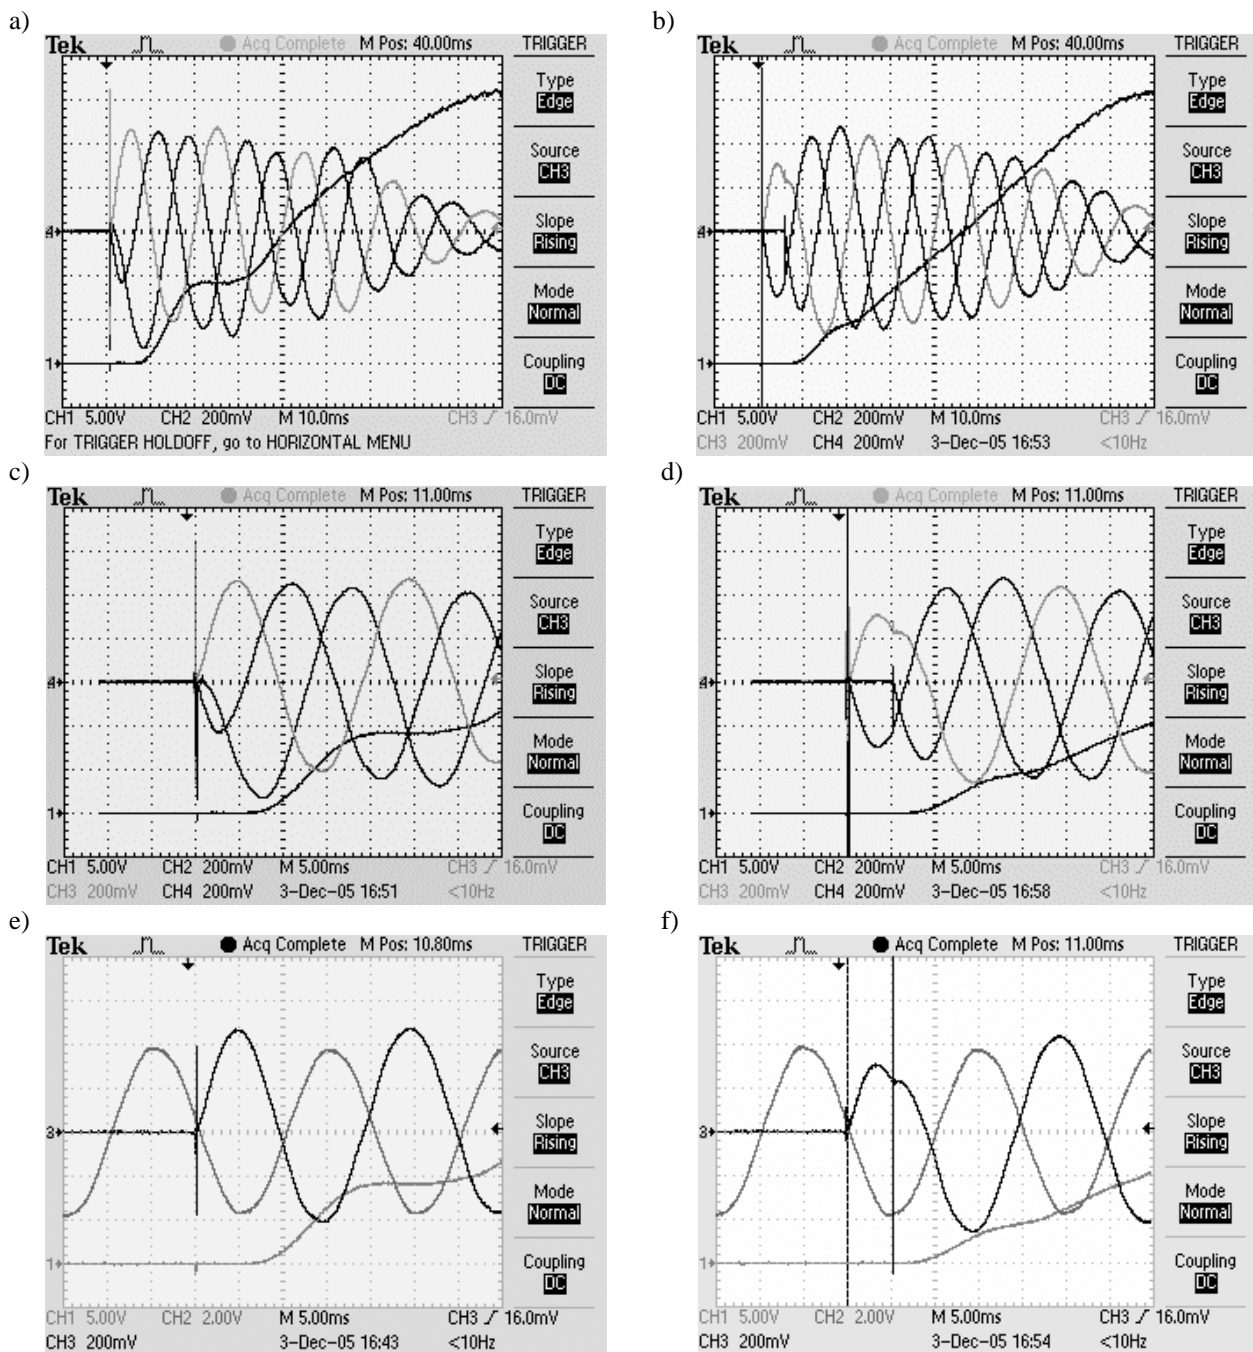 a)
Tek Acq Complete M Pos: 40.00ms TRIGGER
Type
Edge
Source
CH3
Slope
Rising
Mode
Normal
Coupling
DC
4
1
CH1 5.00V CH2 200mV M 10.0ms CH3 16.0mV
For TRIGGER HOLDOFF, go to HORIZONTAL MENU
b)
Tek Acq Complete M Pos: 40.00ms TRIGGER
Type
Edge
Source
CH3
Slope
Rising
Mode
Normal
Coupling
DC
4
1
CH1 5.00V CH2 200mV M 10.0ms CH3 16.0mV
CH3 200mV CH4 200mV 3-Dec-05 16:53 <10Hz
c)
Tek Acq Complete M Pos: 11.00ms TRIGGER
Type
Edge
Source
CH3
Slope
Rising
Mode
Normal
Coupling
DC
4
1
CH1 5.00V CH2 200mV M 5.00ms CH3 16.0mV
CH3 200mV CH4 200mV 3-Dec-05 16:51 <10Hz
d)
Tek Acq Complete M Pos: 11.00ms TRIGGER
Type
Edge
Source
CH3
Slope
Rising
Mode
Normal
Coupling
DC
4
1
CH1 5.00V CH2 200mV M 5.00ms CH3 16.0mV
CH3 200mV CH4 200mV 3-Dec-05 16:58 <10Hz
e)
Tek Acq Complete M Pos: 10.80ms TRIGGER
Type
Edge
Source
CH3
Slope
Rising
Mode
Normal
Coupling
DC
3
1
CH1 5.00V CH2 2.00V M 5.00ms CH3 16.0mV
CH3 200mV 3-Dec-05 16:43 <10Hz
f)
Tek Acq Complete M Pos: 11.00ms TRIGGER
Type
Edge
Source
CH3
Slope
Rising
Mode
Normal
Coupling
DC
3
1
CH1 5.00V CH2 2.00V M 5.00ms CH3 16.0mV
CH3 200mV 3-Dec-05 16:54 <10Hz